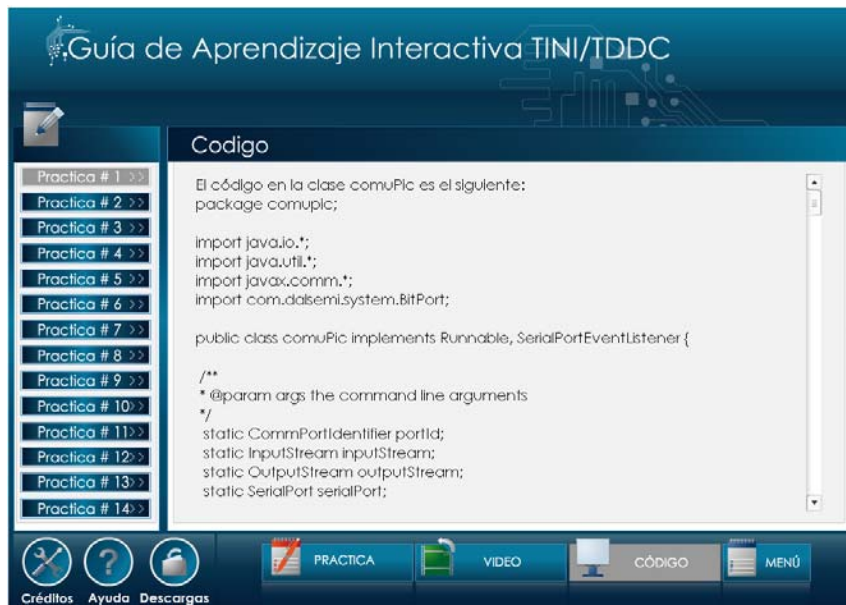 Guía de Aprendizaje Interactiva TINI/TDDC
Codigo
Practica # 1 >>
Practica # 2 >>
Practica # 3 >>
Practica # 4 >>
Practica # 5 >>
Practica # 6 >>
Practica # 7 >>
Practica # 8 >>
Practica # 9 >>
Practica # 10>>
Practica # 11>>
Practica # 12>>
Practica # 13>>
Practica # 14>>
El código en la clase comuPic es el siguiente:
package comupic;
import java.io.*;
import java.util.*;
import javax.comm.*;
import com.dalsemi.system.BitPort;
public class comuPic implements Runnable, SerialPortEventListener {
/**
* @param args the command line arguments
*/
static CommPortIdentifier portId;
static InputStream inputStream;
static OutputStream outputStream;
static SerialPort serialPort;
Créditos Ayuda Descargas
PRACTICA VIDEO CÓDIGO MENÚ